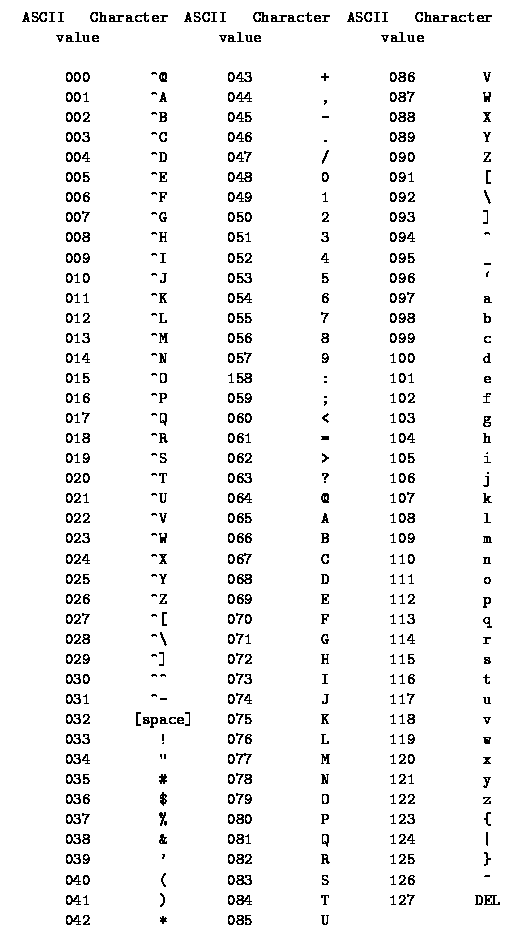 ASCII Character ASCII Character ASCII Character
value value value
000 ^@ 043 + 086 V
001 ^A 044 , 087 W
002 ^B 045 - 088 X
003 ^C 046 . 089 Y
004 ^D 047 / 090 Z
005 ^E 048 0 091 [
006 ^F 049 1 092 \
007 ^G 050 2 093 ]
008 ^H 051 3 094 ^
009 ^I 052 4 095 _
010 ^J 053 5 096 ‘
011 ^K 054 6 097 a
012 ^L 055 7 098 b
013 ^M 056 8 099 c
014 ^N 057 9 100 d
015 ^O 158 : 101 e
016 ^P 059 ; 102 f
017 ^Q 060 < 103 g
018 ^R 061 = 104 h
019 ^S 062 > 105 i
020 ^T 063 ? 106 j
021 ^U 064 @ 107 k
022 ^V 065 A 108 l
023 ^W 066 B 109 m
024 ^X 067 C 110 n
025 ^Y 068 D 111 o
026 ^Z 069 E 112 p
027 ^[ 070 F 113 q
028 ^\ 071 G 114 r
029 ^] 072 H 115 s
030 ^^ 073 I 116 t
031 ^- 074 J 117 u
032 [space] 075 K 118 v
033 ! 076 L 119 w
034 " 077 M 120 x
035 # 078 N 121 y
036 $ 079 O 122 z
037 % 080 P 123 {
038 & 081 Q 124 |
039 ’ 082 R 125 }
040 ( 083 S 126 ~
041 ) 084 T 127 DEL
042 * 085 U